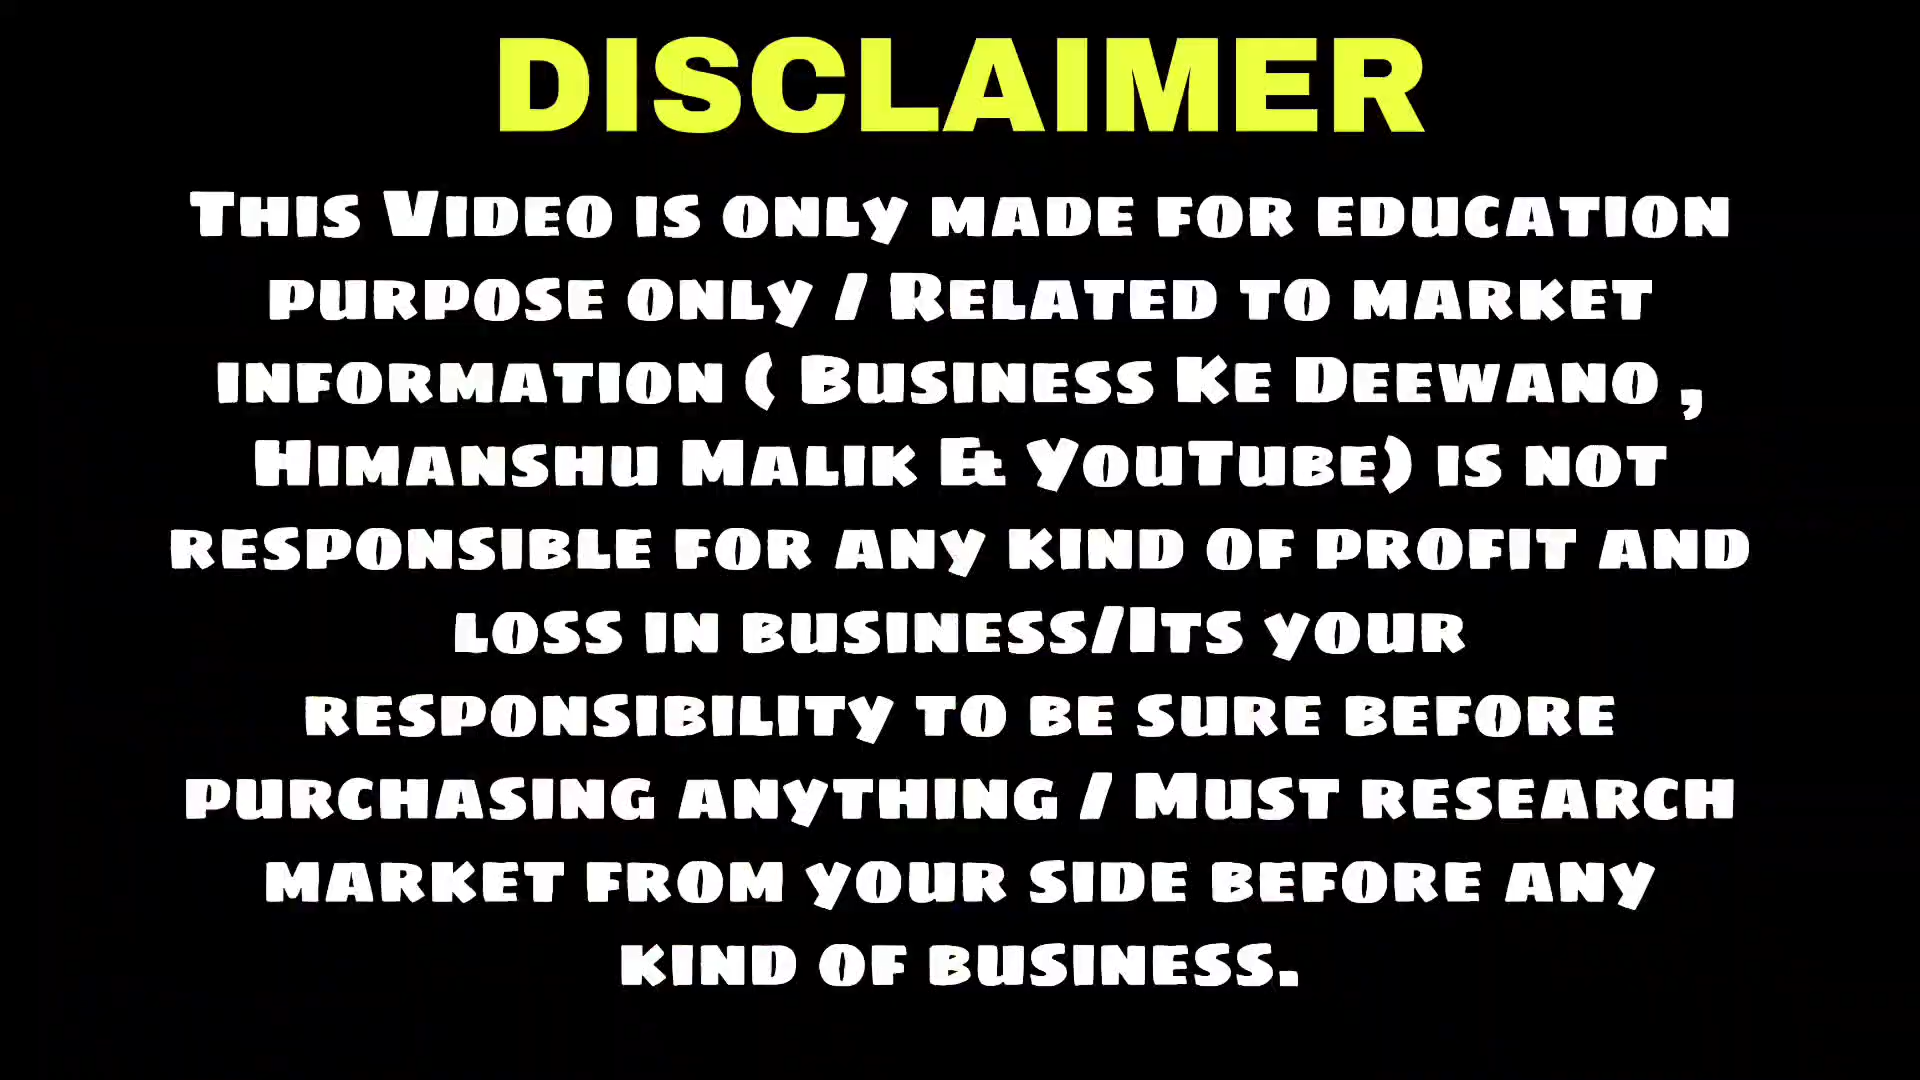 DISCLAIMER
This Video is only made for education
purpose only / Related to market
information ( Business Ke Deewano ,
Himanshu Malik & YouTube) is not
responsible for any kind of profit and
loss in business/Its your
responsibility to be sure before
purchasing anything / Must research
market from your side before any
kind of business.